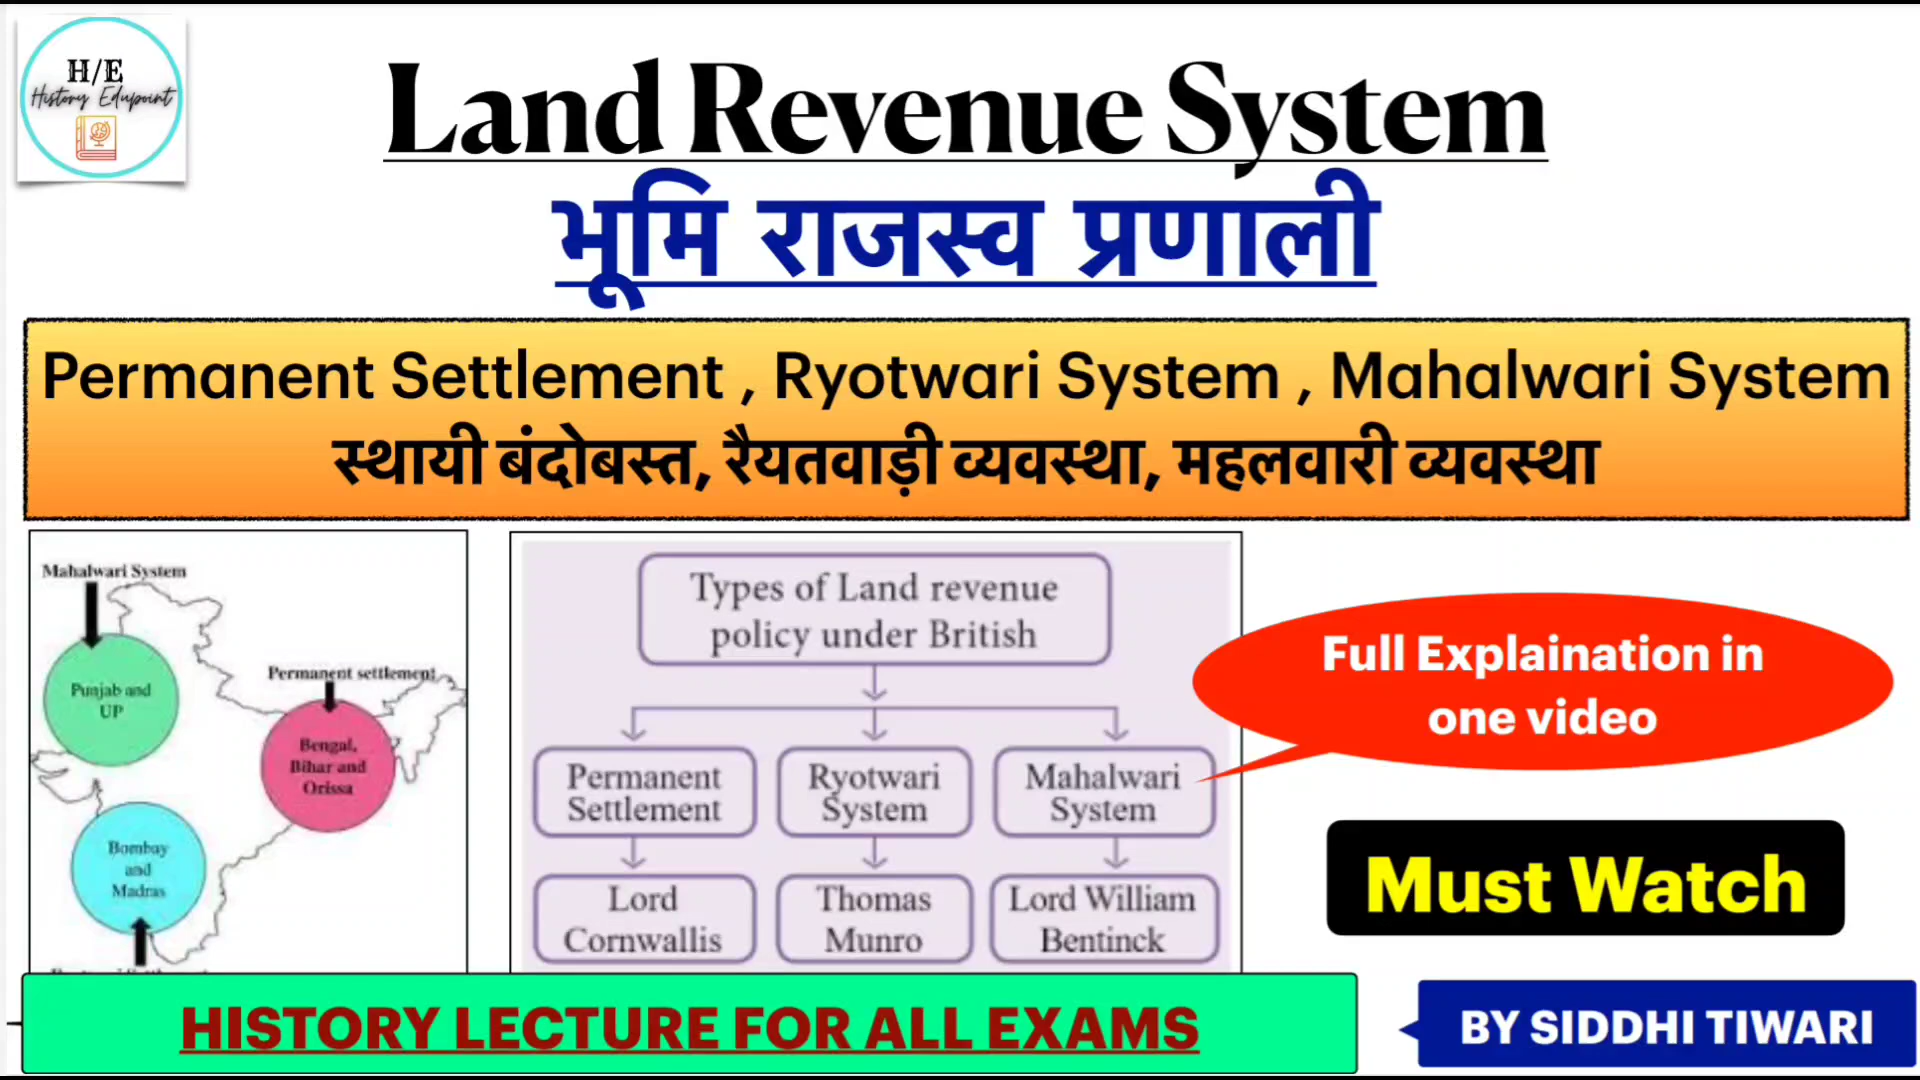 H/E
History Edupoint
Land Revenue System
भूमि राजस्व प्रणाली
Permanent Settlement , Ryotwari System , Mahalwari System
स्थायी बंदोबस्त, रैयतवाड़ी व्यवस्था, महलवारी व्यवस्था
Mahalwari System
Punjab and
UP
Permanent settlement
Bengal,
Bihar and
Orissa
Bombay
and
Madras
Types of Land revenue
policy under British
Permanent
Settlement
Ryotwari
System
Mahalwari
System
Lord
Cornwallis
Thomas
Munro
Lord William
Bentinck
Full Explaination in
one video
Must Watch
HISTORY LECTURE FOR ALL EXAMS
BY SIDDHI TIWARI